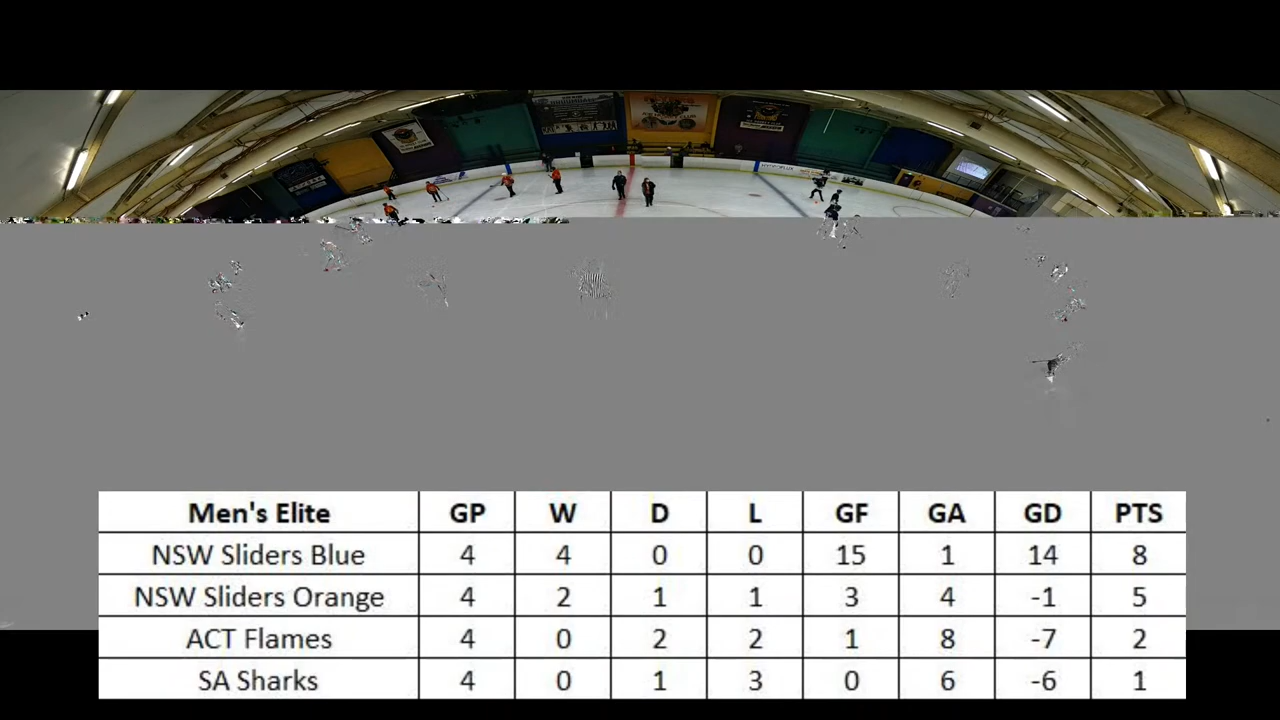 Men's Elite GP W D L GF GA GD PTS
NSW Sliders Blue 4 4 0 0 15 1 14 8
NSW Sliders Orange 4 2 1 1 3 4 -1 5
ACT Flames 4 0 2 2 1 8 -7 2
SA Sharks 4 0 1 3 0 6 -6 1